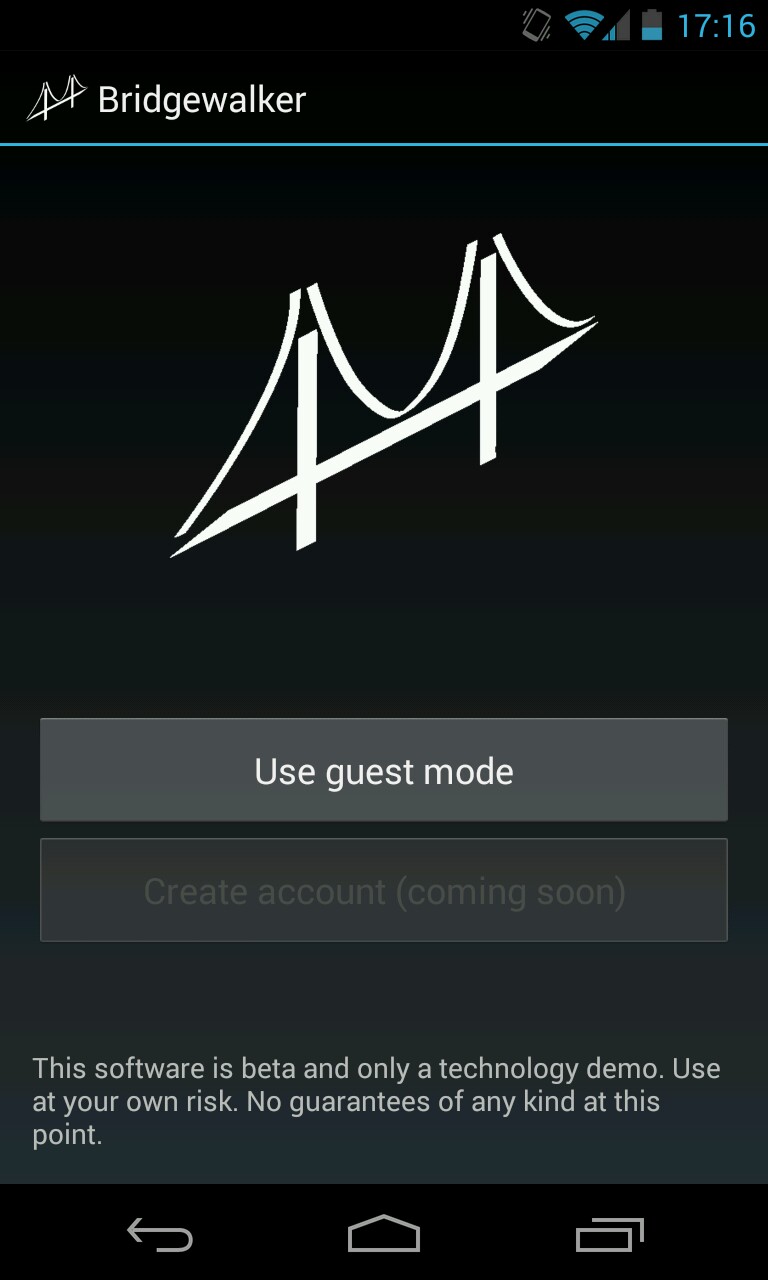 17:16
Bridgewalker
Use guest mode
Create account (coming soon)
This software is beta and only a technology demo. Use
at your own risk. No guarantees of any kind at this
point.